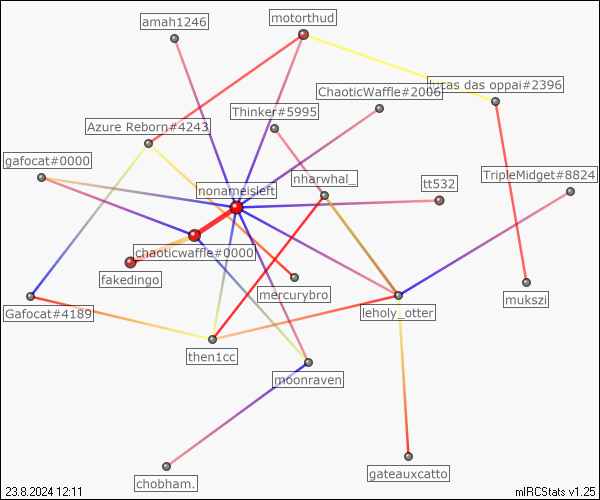 amah1246
motorthud
ChaoticWaffle#2006
lucas das oppai#2396
Thinker#5995
Azure Reborn#4243
gafocat#0000
nonameisleft
nharwhal_
tt532
TripleMidget#8824
chaoticwaffle#0000
fakedingo
mercurybro
mukszi
Gafocat#4189
leholy_otter
then1cc
moonraven
chobham.
gateauxcatto
23.8.2024 12:11
mIRCStats v1.25